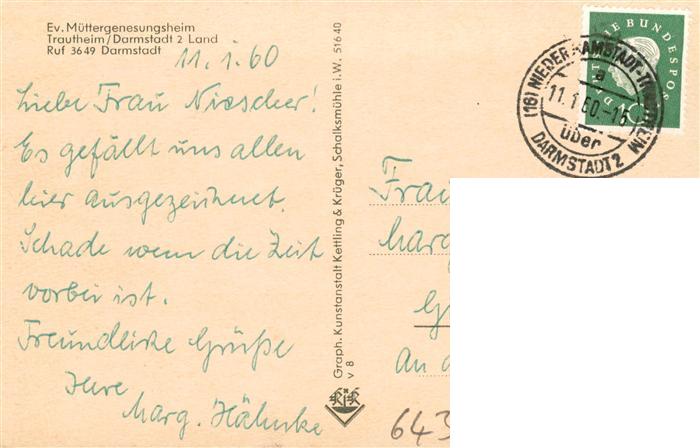 Ev. Müttergenesungsheim
Trautheim/Darmstadt 2 Land
Ruf 3649 Darmstadt
11.1.60
Liebe Frau
Es gefällt uns allen
hier ausgezeichnet.
Schade wenn die Zeit
vorbei ist.
Freundliche Grüße
Ihre
Marg. Hähnke
Graph. Kunstanstalt Kettling & Krüger, Schalksmühle i.W. 51640
V 8
K&K
(16) NIEDER-RAMSTADT-TRAUTHEIM
a
11.1.60.-15
über
DARMSTADT 2
DEUTSCHE BUNDESPOST
10
Frau
Marg
G
An d
643